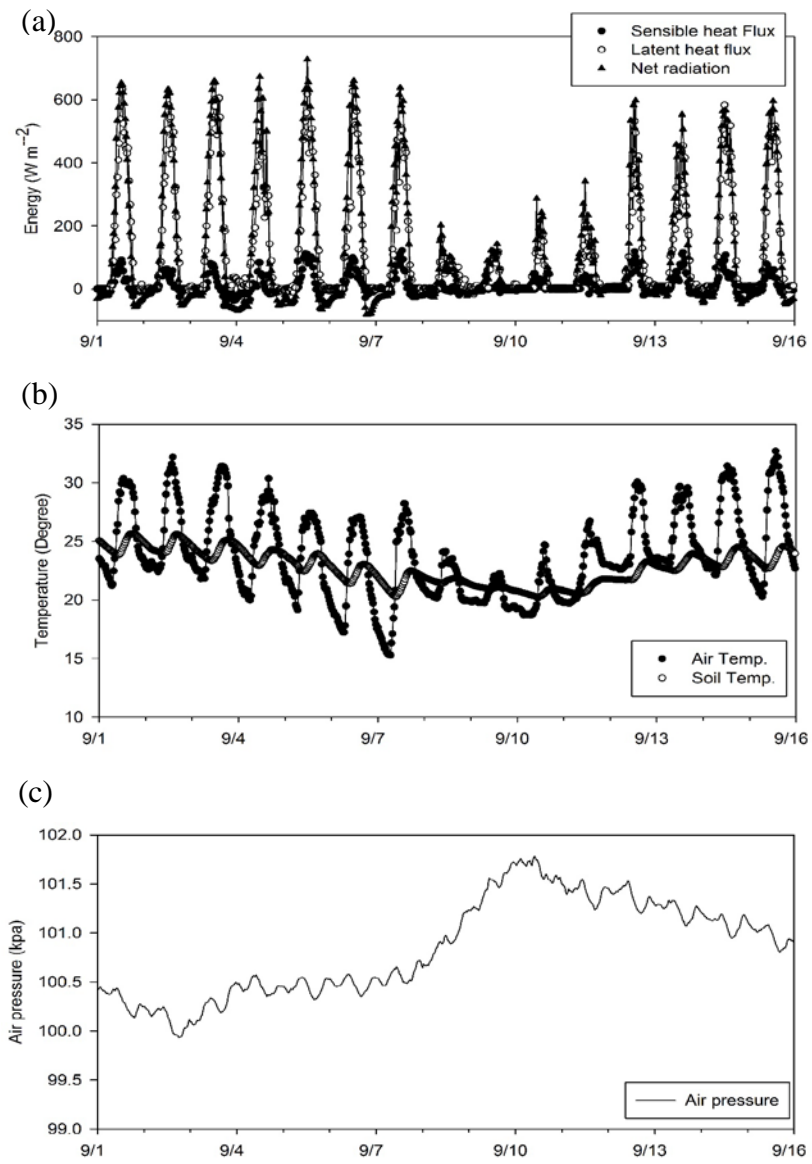 (a)
800
600
400
200
0
Energy (W m⁻²)
Sensible heat Flux
Latent heat flux
Net radiation
9/1 9/4 9/7 9/10 9/13 9/16
(b)
35
30
25
20
15
10
Temperature (Degree)
Air Temp.
Soil Temp.
9/1 9/4 9/7 9/10 9/13 9/16
(c)
102.0
101.5
101.0
100.5
100.0
99.5
99.0
Air pressure (kpa)
Air pressure
9/1 9/4 9/7 9/10 9/13 9/16